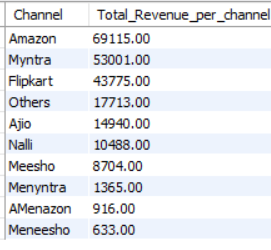 Channel Total_Revenue_per_channel
Amazon 69115.00
Myntra 53001.00
Flipkart 43775.00
Others 17713.00
Ajio 14940.00
Nalli 10488.00
Meesho 8704.00
Menyntra 1365.00
AMenazon 916.00
Meneesho 633.00